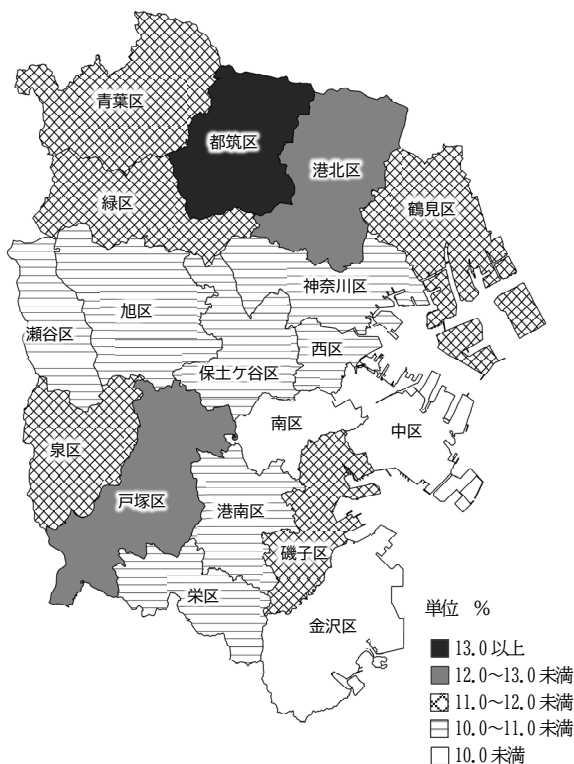 青葉区
都筑区
港北区
緑区
鶴見区
神奈川区
旭区
瀬谷区
西区
保土ケ谷区
南区
中区
泉区
戸塚区
港南区
磯子区
栄区
金沢区
単位 %
13.0 以上
12.0～13.0 未満
11.0～12.0 未満
10.0～11.0 未満
10.0 未満